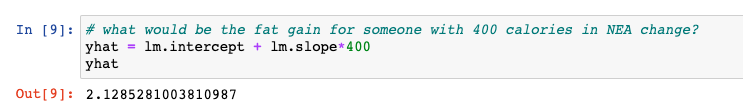 In [9]: # what would be the fat gain for someone with 400 calories in NEA change?
yhat = lm.intercept + lm.slope*400
yhat
Out[9]: 2.1285281003810987